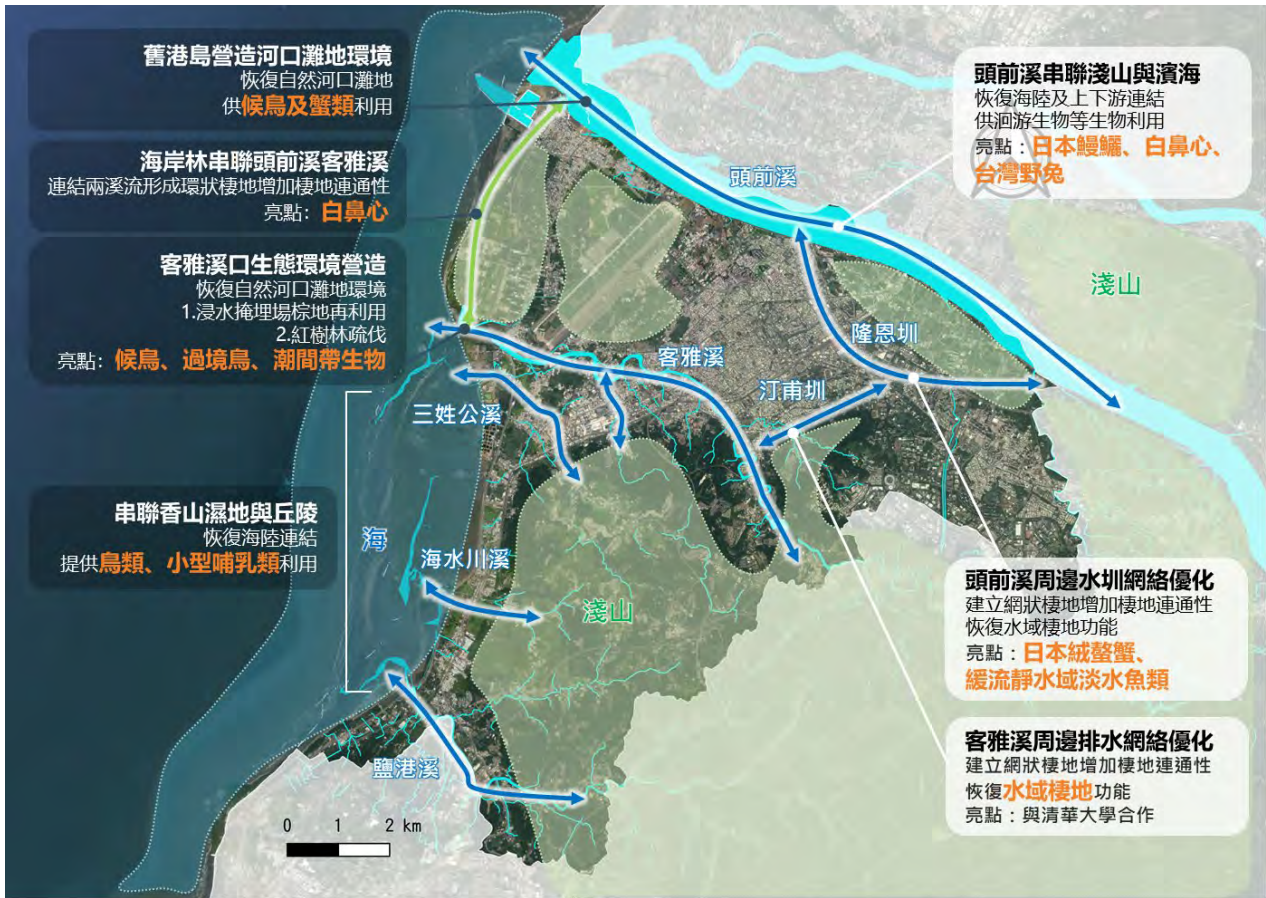 舊港島營造河口灘地環境
恢復自然河口灘地
供候鳥及蟹類利用
海岸林串聯頭前溪客雅溪
連結兩溪流形成環狀棲地增加棲地連通性
亮點：白鼻心
客雅溪口生態環境營造
恢復自然河口灘地環境
1.浸水掩埋場棕地再利用
2.紅樹林疏伐
亮點：候鳥、過境鳥、潮間帶生物
串聯香山濕地與丘陵
恢復海陸連結
提供鳥類、小型哺乳類利用
頭前溪串聯淺山與濱海
恢復海陸及上下游連結
供洄游生物等生物利用
亮點：日本鰻鱺、白鼻心、
台灣野兔
頭前溪
淺山
隆恩圳
客雅溪
汀甫圳
三姓公溪
海
海水川溪
淺山
鹽港溪
頭前溪周邊水圳網絡優化
建立網狀棲地增加棲地連通性
恢復水域棲地功能
亮點：日本絨螯蟹、
緩流靜水域淡水魚類
客雅溪周邊排水網絡優化
建立網狀棲地增加棲地連通性
恢復水域棲地功能
亮點：與清華大學合作
0 1 2 km